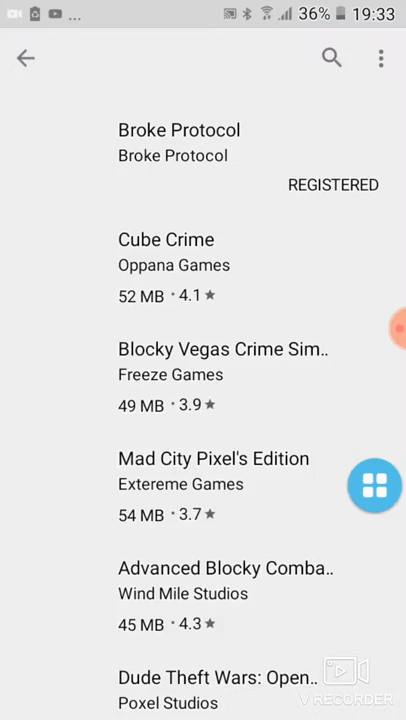 ... 36% 19:33
Broke Protocol
Broke Protocol
REGISTERED
Cube Crime
Oppana Games
52 MB · 4.1 ★
Blocky Vegas Crime Sim..
Freeze Games
49 MB · 3.9 ★
Mad City Pixel's Edition
Extereme Games
54 MB · 3.7 ★
Advanced Blocky Comba..
Wind Mile Studios
45 MB · 4.3 ★
Dude Theft Wars: Open..
Poxel Studios
V RECORDER